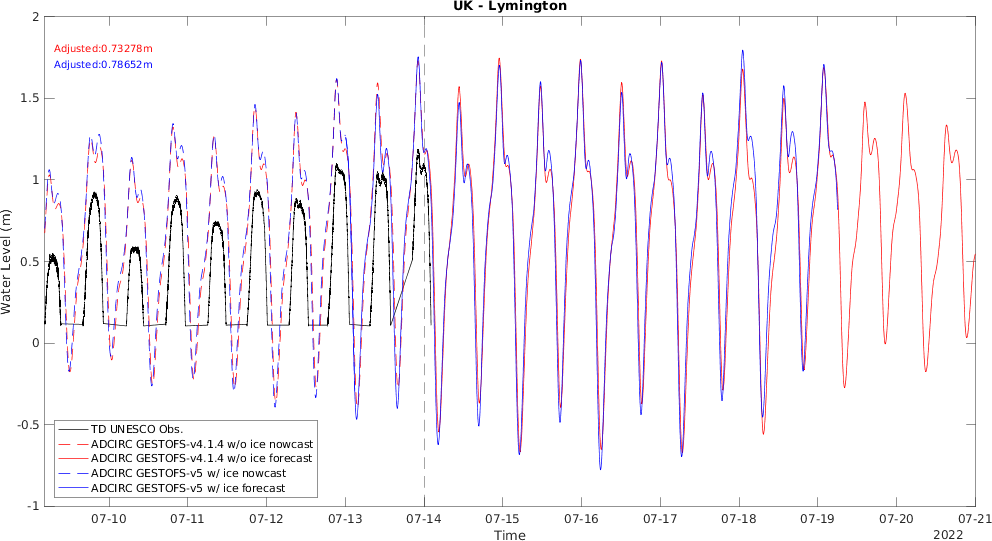 UK - Lymington
Adjusted:0.73278m
Adjusted:0.78652m
Water Level (m)
2
1.5
1
0.5
0
-0.5
-1
TD UNESCO Obs.
ADCIRC GESTOFS-v4.1.4 w/o ice nowcast
ADCIRC GESTOFS-v4.1.4 w/o ice forecast
ADCIRC GESTOFS-v5 w/ ice nowcast
ADCIRC GESTOFS-v5 w/ ice forecast
07-10 07-11 07-12 07-13 07-14 07-15 07-16 07-17 07-18 07-19 07-20 07-21
Time
2022